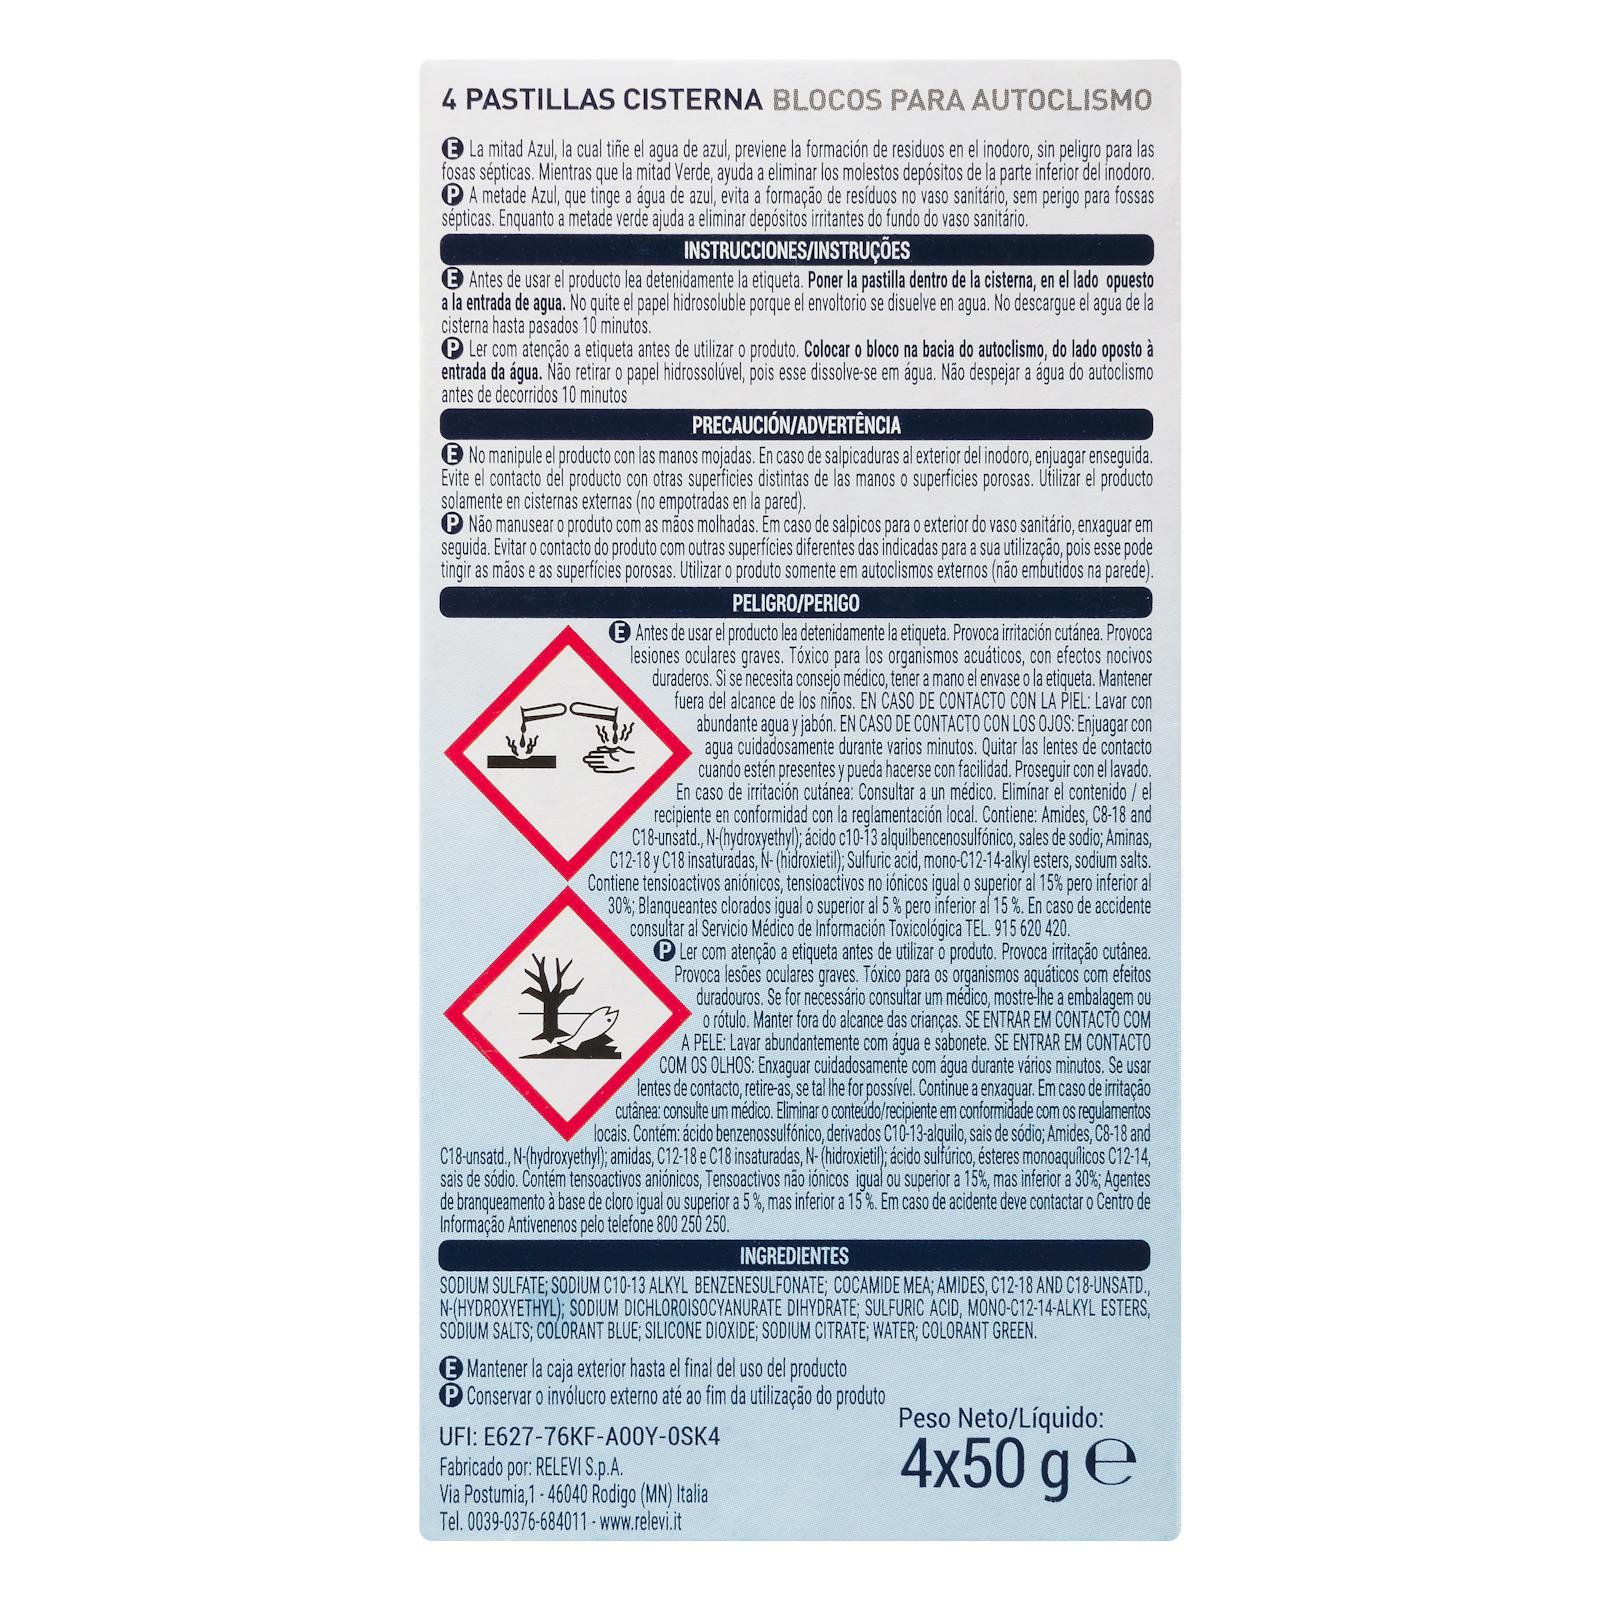 4 PASTILLAS CISTERNA BLOCOS PARA AUTOCLISMO
E La mitad Azul, la cual tiñe el agua de azul, previene la formación de residuos en el inodoro, sin peligro para las
fosas sépticas. Mientras que la mitad Verde, ayuda a eliminar los molestos depósitos de la parte inferior del inodoro.
P A metade Azul, que tinge a água de azul, evita a formação de resíduos no vaso sanitário, sem perigo para fossas
sépticas. Enquanto a metade verde ajuda a eliminar depósitos irritantes do fundo do vaso sanitário.
INSTRUCCIONES/INSTRUÇÕES
E Antes de usar el producto lea detenidamente la etiqueta. Poner la pastilla dentro de la cisterna, en el lado opuesto
a la entrada de agua. No quite el papel hidrosoluble porque el envoltorio se disuelve en agua. No descargue el agua de la
cisterna hasta pasados 10 minutos.
P Ler com atenção a etiqueta antes de utilizar o produto. Colocar o bloco na bacia do autoclismo, do lado oposto à
entrada da água. Não retirar o papel hidrossolúvel, pois esse dissolve-se em água. Não despejar a água do autoclismo
antes de decorridos 10 minutos
PRECAUCIÓN/ADVERTÊNCIA
E No manipule el producto con las manos mojadas. En caso de salpicaduras al exterior del inodoro, enjuagar enseguida.
Evite el contacto del producto con otras superficies distintas de las manos o superficies porosas. Utilizar el producto
solamente en cisternas externas (no empotradas en la pared).
P Não manusear o produto com as mãos molhadas. Em caso de salpicos para o exterior do vaso sanitário, enxaguar em
seguida. Evitar o contacto do produto com outras superfícies diferentes das indicadas para a sua utilização, pois esse pode
tingir as mãos e as superfícies porosas. Utilizar o produto somente em autoclismos externos (não embutidos na parede).
PELIGRO/PERIGO
E Antes de usar el producto lea detenidamente la etiqueta. Provoca irritación cutánea. Provoca
lesiones oculares graves. Tóxico para los organismos acuáticos, con efectos nocivos
duraderos. Si se necesita consejo médico, tener a mano el envase o la etiqueta. Mantener
fuera del alcance de los niños. EN CASO DE CONTACTO CON LA PIEL: Lavar con
abundante agua y jabón. EN CASO DE CONTACTO CON LOS OJOS: Enjuagar con
agua cuidadosamente durante varios minutos. Quitar las lentes de contacto
cuando estén presentes y pueda hacerse con facilidad. Proseguir con el lavado.
En caso de irritación cutánea: Consultar a un médico. Elimínar el contenido / el
recipiente en conformidad con la reglamentación local. Contiene: Amides, C8-18 and
C18-unsatd., N-(hydroxyethyl); ácido c10-13 alquilbencenosulfónico, sales de sodio; Aminas,
C12-18 y C18 insaturadas, N- (hidroxietil); Sulfuric acid, mono-C12-14-alkyl esters, sodium salts.
Contiene tensioactivos aniónicos, tensioactivos no iónicos igual o superior al 15% pero inferior al
30%; Blanqueantes clorados igual o superior al 5 % pero inferior al 15 %. En caso de accidente
consultar al Servicio Médico de Información Toxicológica TEL. 915 620 420.
P Ler com atenção a etiqueta antes de utilizar o produto. Provoca irritação cutânea.
Provoca lesões oculares graves. Tóxico para os organismos aquáticos com efeitos
duradouros. Se for necessário consultar um médico, mostre-lhe a embalagem ou
o rótulo. Manter fora do alcance das crianças. SE ENTRAR EM CONTACTO COM
A PELE: Lavar abundantemente com água e sabonete. SE ENTRAR EM CONTACTO
COM OS OLHOS: Enxaguar cuidadosamente com água durante vários minutos. Se usar
lentes de contacto, retire-as, se tal lhe for possível. Continue a enxaguar. Em caso de irritação
cutânea: consulte um médico. Eliminar o conteúdo/recipiente em conformidade com os regulamentos
locais. Contém: ácido benzenossulfónico, derivados C10-13-alquilo, sais de sódio; Amides, C8-18 and
C18-unsatd., N-(hydroxyethyl); amidas, C12-18 e C18 insaturadas, N- (hidroxietil); ácido sulfúrico, ésteres monoaquílicos C12-14,
sais de sódio. Contém tensoactivos aniónicos, Tensoactivos não iónicos igual ou superior a 15%, mas inferior a 30%; Agentes
de branqueamento à base de cloro igual ou superior a 5 %, mas inferior a 15 %. Em caso de acidente deve contactar o Centro de
Informação Antivenenos pelo telefone 800 250 250.
INGREDIENTES
SODIUM SULFATE; SODIUM C10-13 ALKYL BENZENESULFONATE; COCAMIDE MEA; AMIDES, C12-18 AND C18-UNSATD.,
N-(HYDROXYETHYL); SODIUM DICHLOROISOCYANURATE DIHYDRATE; SULFURIC ACID, MONO-C12-14-ALKYL ESTERS,
SODIUM SALTS; COLORANT BLUE; SILICONE DIOXIDE; SODIUM CITRATE; WATER; COLORANT GREEN.
E Mantener la caja exterior hasta el final del uso del producto
P Conservar o invólucro externo até ao fim da utilização do produto
UFI: E627-76KF-A00Y-0SK4
Fabricado por: RELEVI S.p.A.
Via Postumia,1 - 46040 Rodigo (MN) Italia
Tel. 0039-0376-684011 - www.relevi.it
Peso Neto/Líquido:
4x50 g e